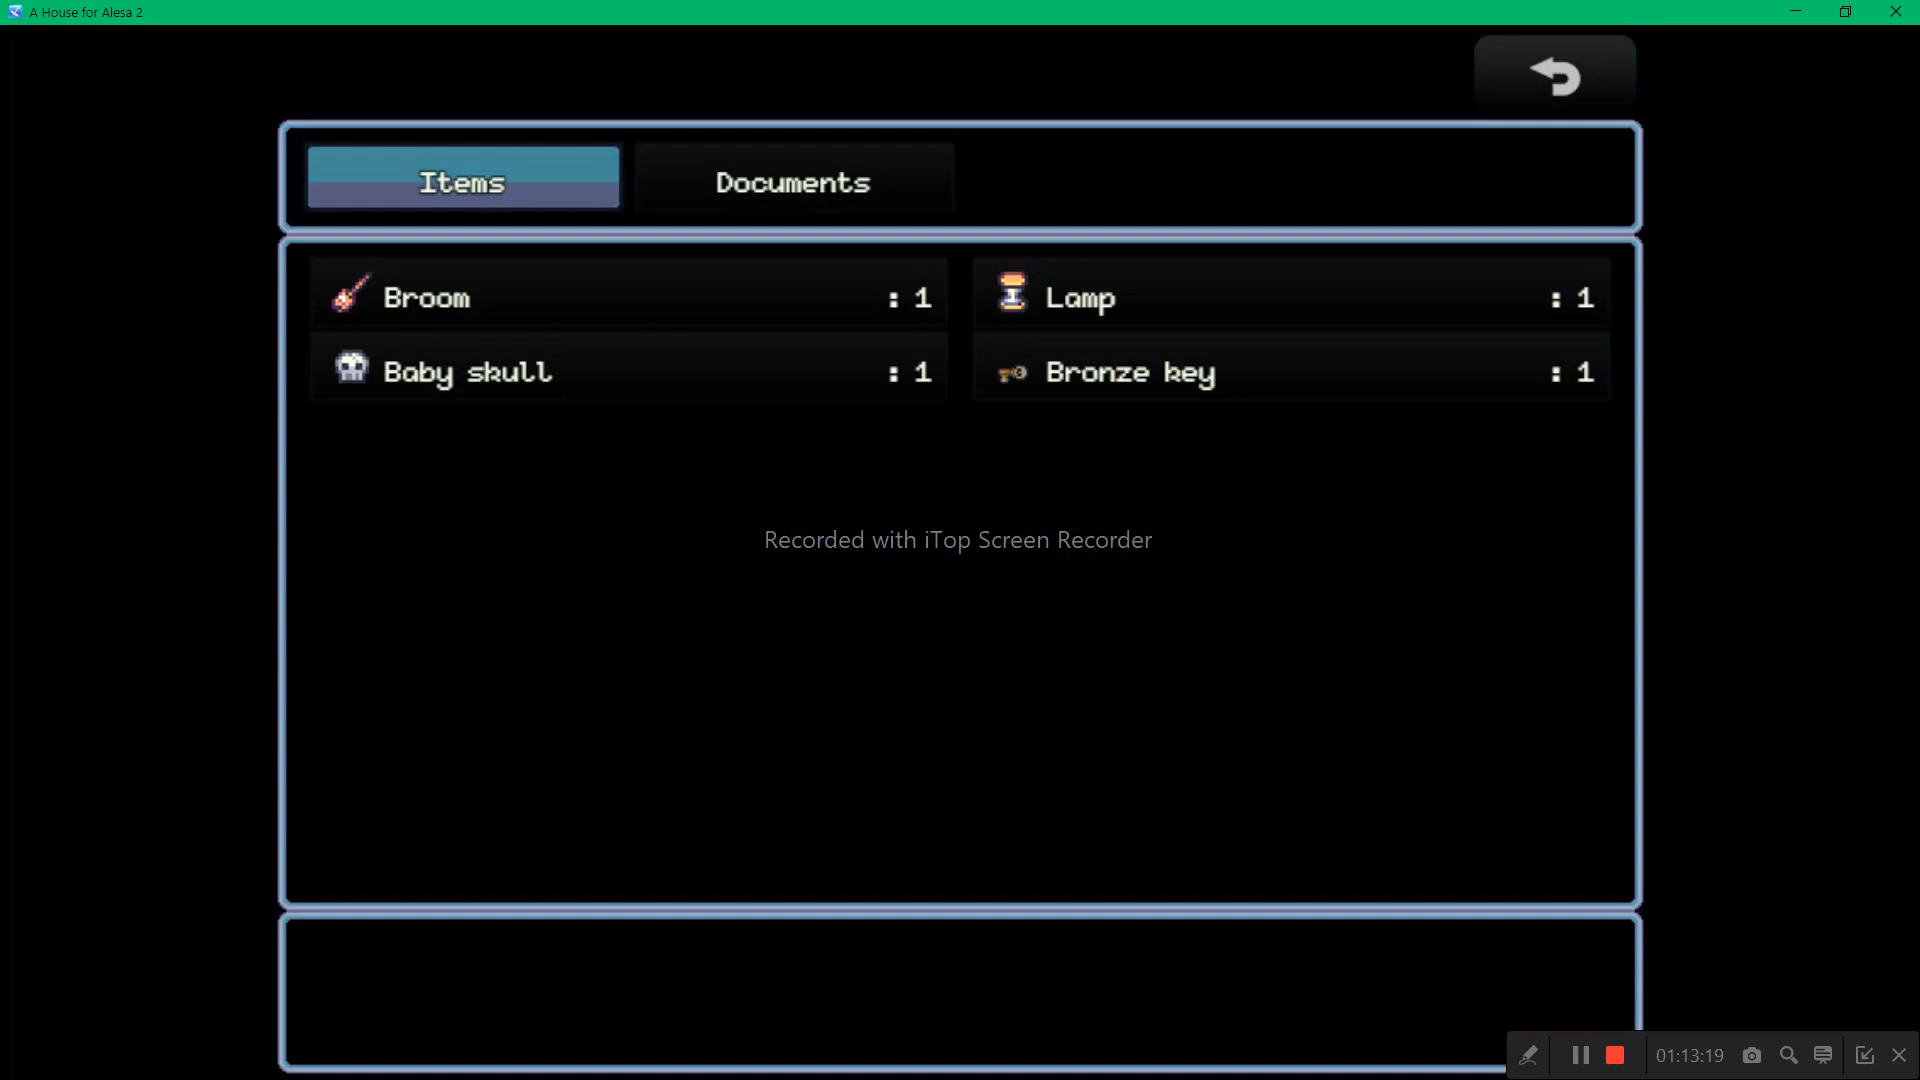 A House for Alesa 2
Items
Documents
Broom : 1
Lamp : 1
Baby skull : 1
Bronze key : 1
Recorded with iTop Screen Recorder
01:13:19